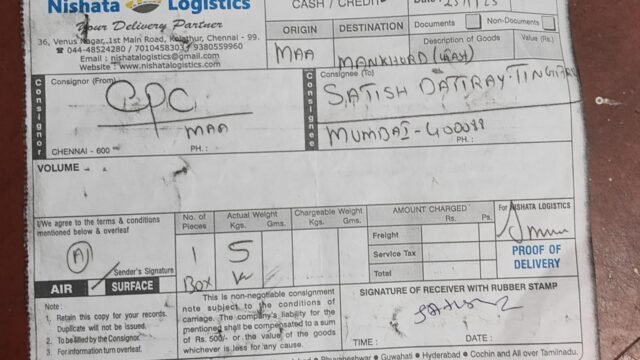 Nishata Logistics
CASH / CREDIT
Your Delivery Partner
36, Venus Nagar, 1st Main Road, Kolathur, Chennai - 99.
☎ 044-48524280 / 7010458303 / 9380559960
Email : nishatalogistics@gmail.com
Website : www.nishatalogistics.com
ORIGIN DESTINATION Documents Non-Documents
MAA MANKHURD Description of Goods Value (Rs.)
Consignor Consignor (From)
CPC
MAA
CHENNAI - 600 PH. :
Consignee Consignee (To)
SATISH DATTRAY
MUMBAI - 400088
PH. :
VOLUME
I/We agree to the terms & conditions
mentioned below & overleaf
A
Sender's Signature
AIR SURFACE
No. of Pieces Actual Weight Kgs. Gms. Chargeable Weight Kgs. Gms.
1 5
Box
AMOUNT CHARGED Rs. Ps.
Freight
Service Tax
Total
For NISHATA LOGISTICS
PROOF OF
DELIVERY
Note :
1. Retain this copy for your records.
Duplicate will not be issued.
2. To be filled by the Consignor.
3. For information turn overleaf.
This is non-negotiable consignment
note subject to the conditions of
carriage. The company's liability for the
mentioned shall be compensated to a sum
of Rs. 500/- or the value of the goods
whichever is less for any cause.
SIGNATURE OF RECEIVER WITH RUBBER STAMP
TIME : DATE :
Bhubaneshwar ● Guwahati ● Hyderabad ● Cochin and All over Tamilnadu.